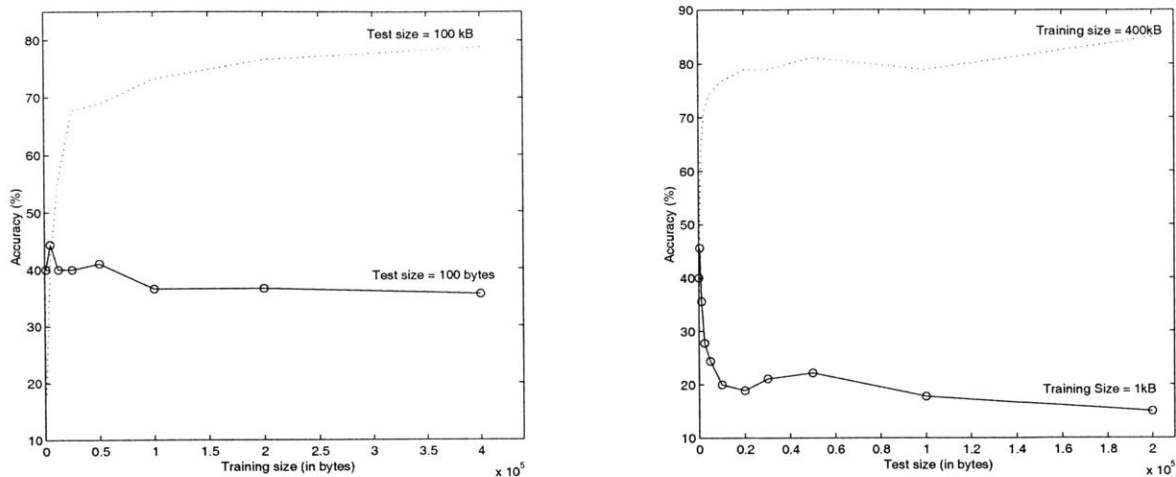 90
80
70
60
50
40
30
20
10
Accuracy (%)
Test size = 100 kB
Test size = 100 bytes
0 0.5 1 1.5 2 2.5 3 3.5 4
Training size (in bytes)
x 10^5
90
80
70
60
50
40
30
20
10
Accuracy (%)
Training size = 400kB
Training Size = 1kB
0 0.2 0.4 0.6 0.8 1 1.2 1.4 1.6 1.8 2
Test size (in bytes)
x 10^5